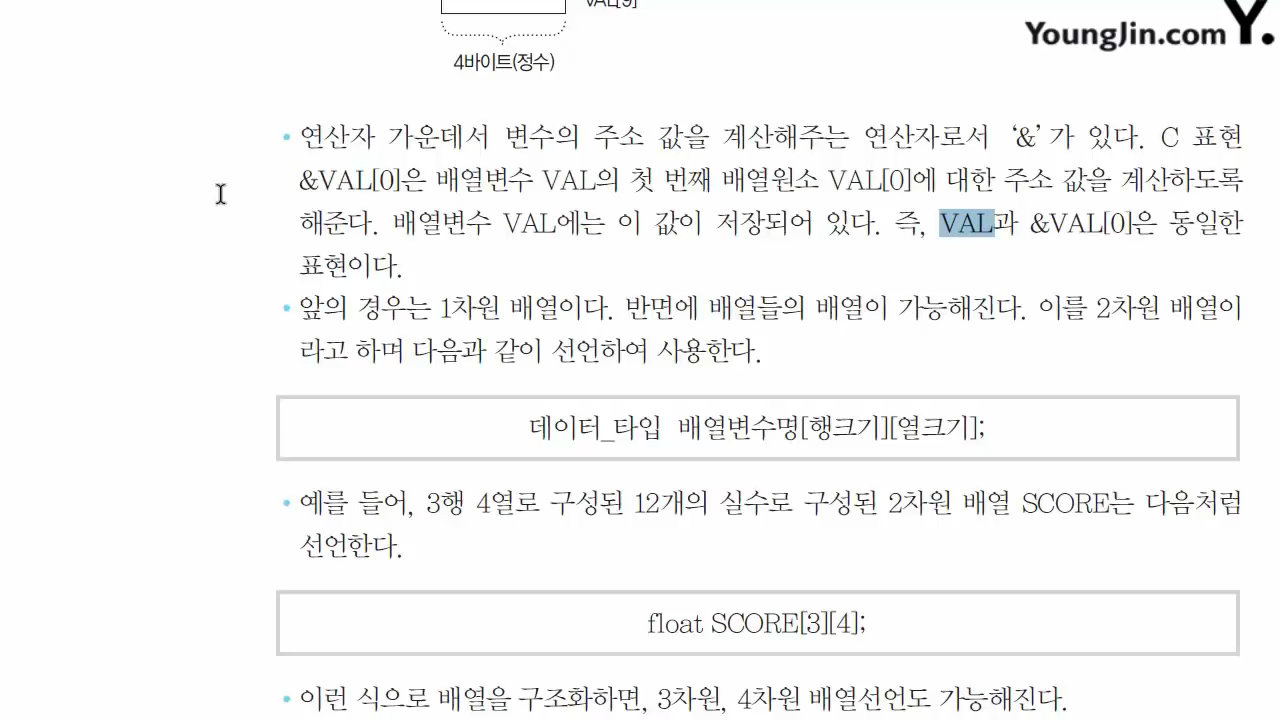 VAL[9]
YoungJin.com Y.
4바이트(정수)
• 연산자 가운데서 변수의 주소 값을 계산해주는 연산자로서 ‘&’가 있다. C 표현
&VAL[0]은 배열변수 VAL의 첫 번째 배열원소 VAL[0]에 대한 주소 값을 계산하도록
해준다. 배열변수 VAL에는 이 값이 저장되어 있다. 즉, VAL과 &VAL[0]은 동일한
표현이다.
• 앞의 경우는 1차원 배열이다. 반면에 배열들의 배열이 가능해진다. 이를 2차원 배열이
라고 하며 다음과 같이 선언하여 사용한다.
데이터_타입 배열변수명[행크기][열크기];
• 예를 들어, 3행 4열로 구성된 12개의 실수로 구성된 2차원 배열 SCORE는 다음처럼
선언한다.
float SCORE[3][4];
• 이런 식으로 배열을 구조화하면, 3차원, 4차원 배열선언도 가능해진다.